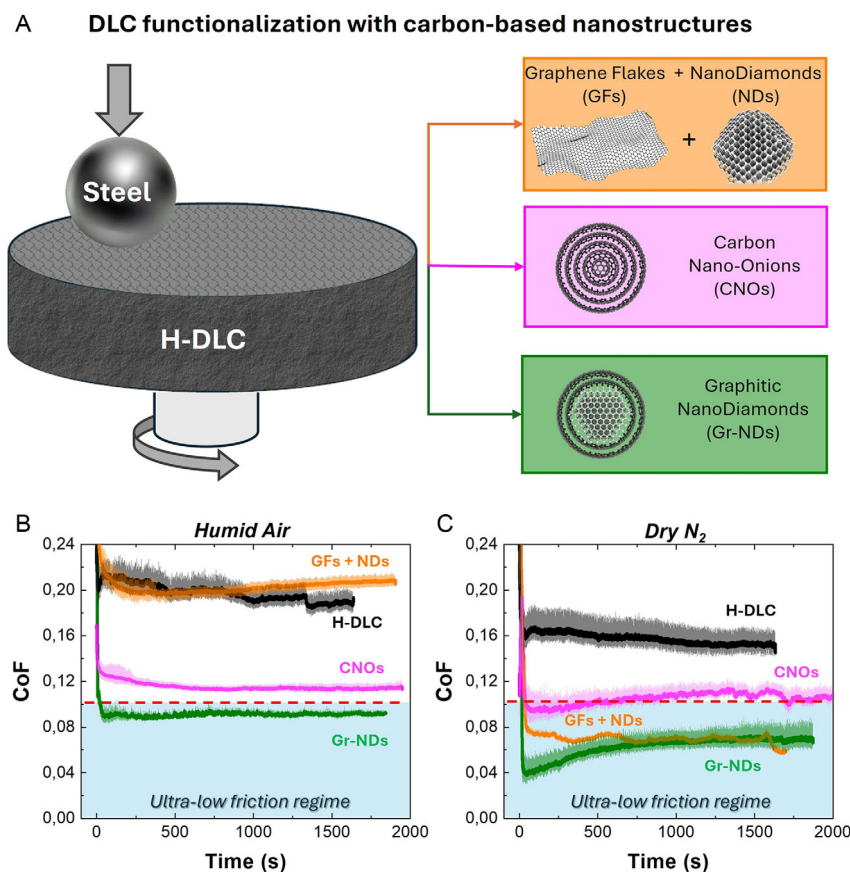 A
DLC functionalization with carbon-based nanostructures
Steel
H-DLC
Graphene Flakes + NanoDiamonds
(GFs) (NDs)
+
Carbon
Nano-Onions
(CNOs)
Graphitic
NanoDiamonds
(Gr-NDs)
B
Humid Air
0,24
0,20
0,16
0,12
0,08
0,04
0,00
CoF
GFs + NDs
H-DLC
CNOs
Gr-NDs
Ultra-low friction regime
0 500 1000 1500 2000
Time (s)
C
Dry N₂
0,24
0,20
0,16
0,12
0,08
0,04
0,00
CoF
H-DLC
CNOs
GFs + NDs
Gr-NDs
Ultra-low friction regime
0 500 1000 1500 2000
Time (s)